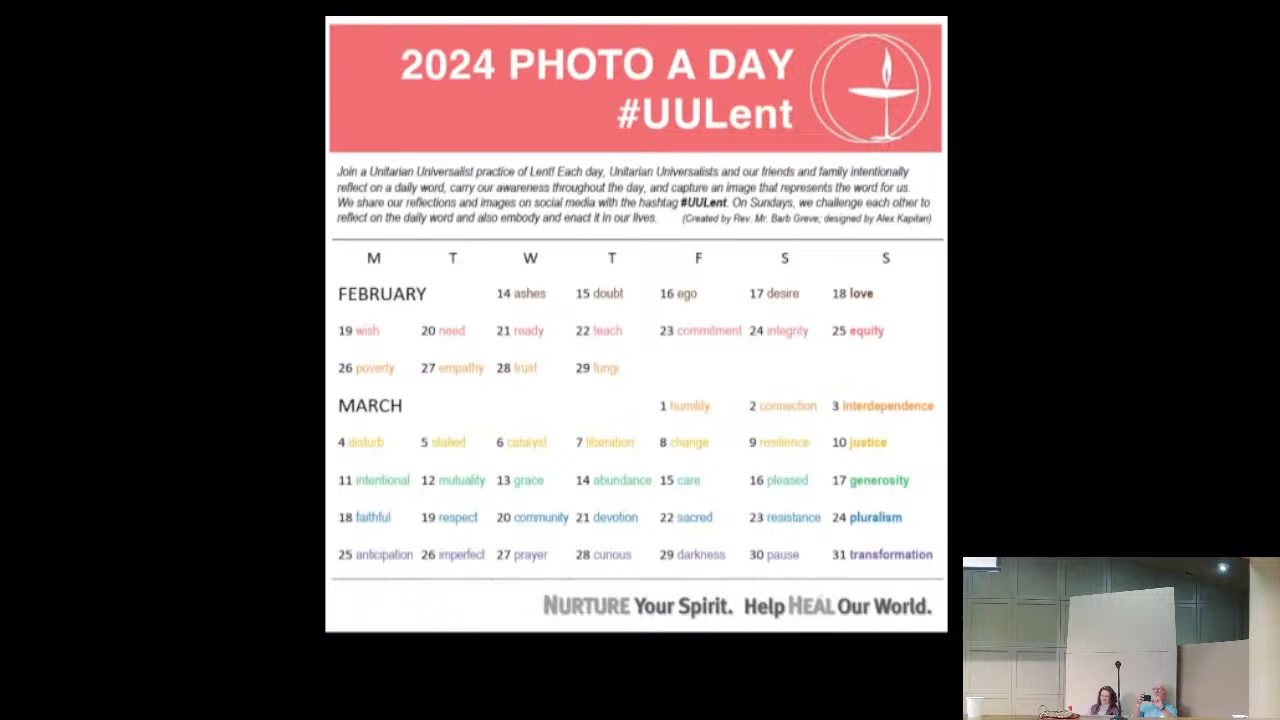 2024 PHOTO A DAY
#UULent
Join a Unitarian Universalist practice of Lent! Each day, Unitarian Universalists and our friends and family intentionally
reflect on a daily word, carry our awareness throughout the day, and capture an image that represents the word for us.
We share our reflections and images on social media with the hashtag #UULent. On Sundays, we challenge each other to
reflect on the daily word and also embody and enact it in our lives. (Created by Rev. Mr. Barb Greve; designed by Alex Kapitan)
M T W T F S S
FEBRUARY 14 ashes 15 doubt 16 ego 17 desire 18 love
19 wish 20 need 21 ready 22 teach 23 commitment 24 integrity 25 equity
26 poverty 27 empathy 28 trust 29 fungi
MARCH 1 humility 2 connection 3 interdependence
4 disturb 5 stalled 6 catalyst 7 liberation 8 change 9 resilience 10 justice
11 intentional 12 mutuality 13 grace 14 abundance 15 care 16 pleased 17 generosity
18 faithful 19 respect 20 community 21 devotion 22 sacred 23 resistance 24 pluralism
25 anticipation 26 imperfect 27 prayer 28 curious 29 darkness 30 pause 31 transformation
NURTURE Your Spirit. Help HEAL Our World.